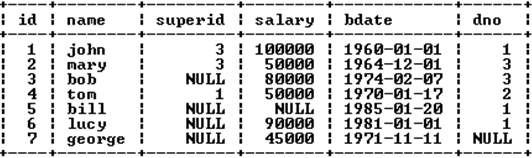 id name superid salary bdate dno
1 john 3 100000 1960-01-01 1
2 mary 3 50000 1964-12-01 3
3 bob NULL 80000 1974-02-07 3
4 tom 1 50000 1970-01-17 2
5 bill NULL NULL 1985-01-20 1
6 lucy NULL 90000 1981-01-01 1
7 george NULL 45000 1971-11-11 NULL